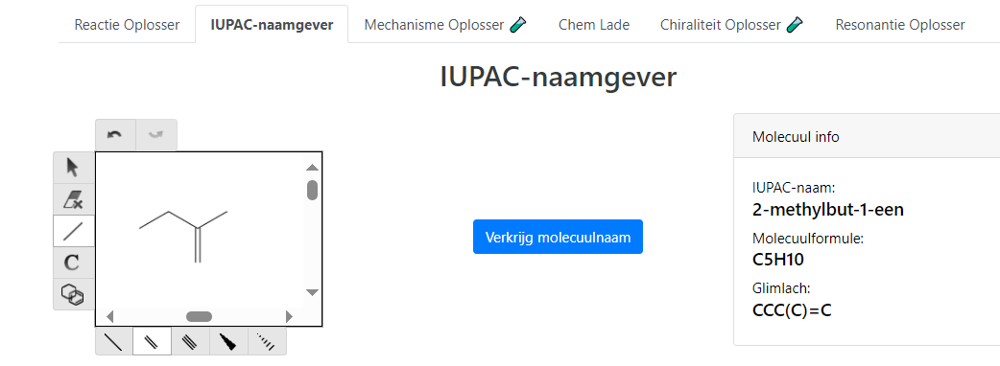 Reactie Oplosser IUPAC-naamgever Mechanisme Oplosser Chem Lade Chiraliteit Oplosser Resonantie Oplosser
IUPAC-naamgever
Molecuul info
IUPAC-naam:
2-methylbut-1-een
Verkrijg molecuulnaam
Molecuulformule:
C5H10
C
Glimlach:
CCC(C)=C